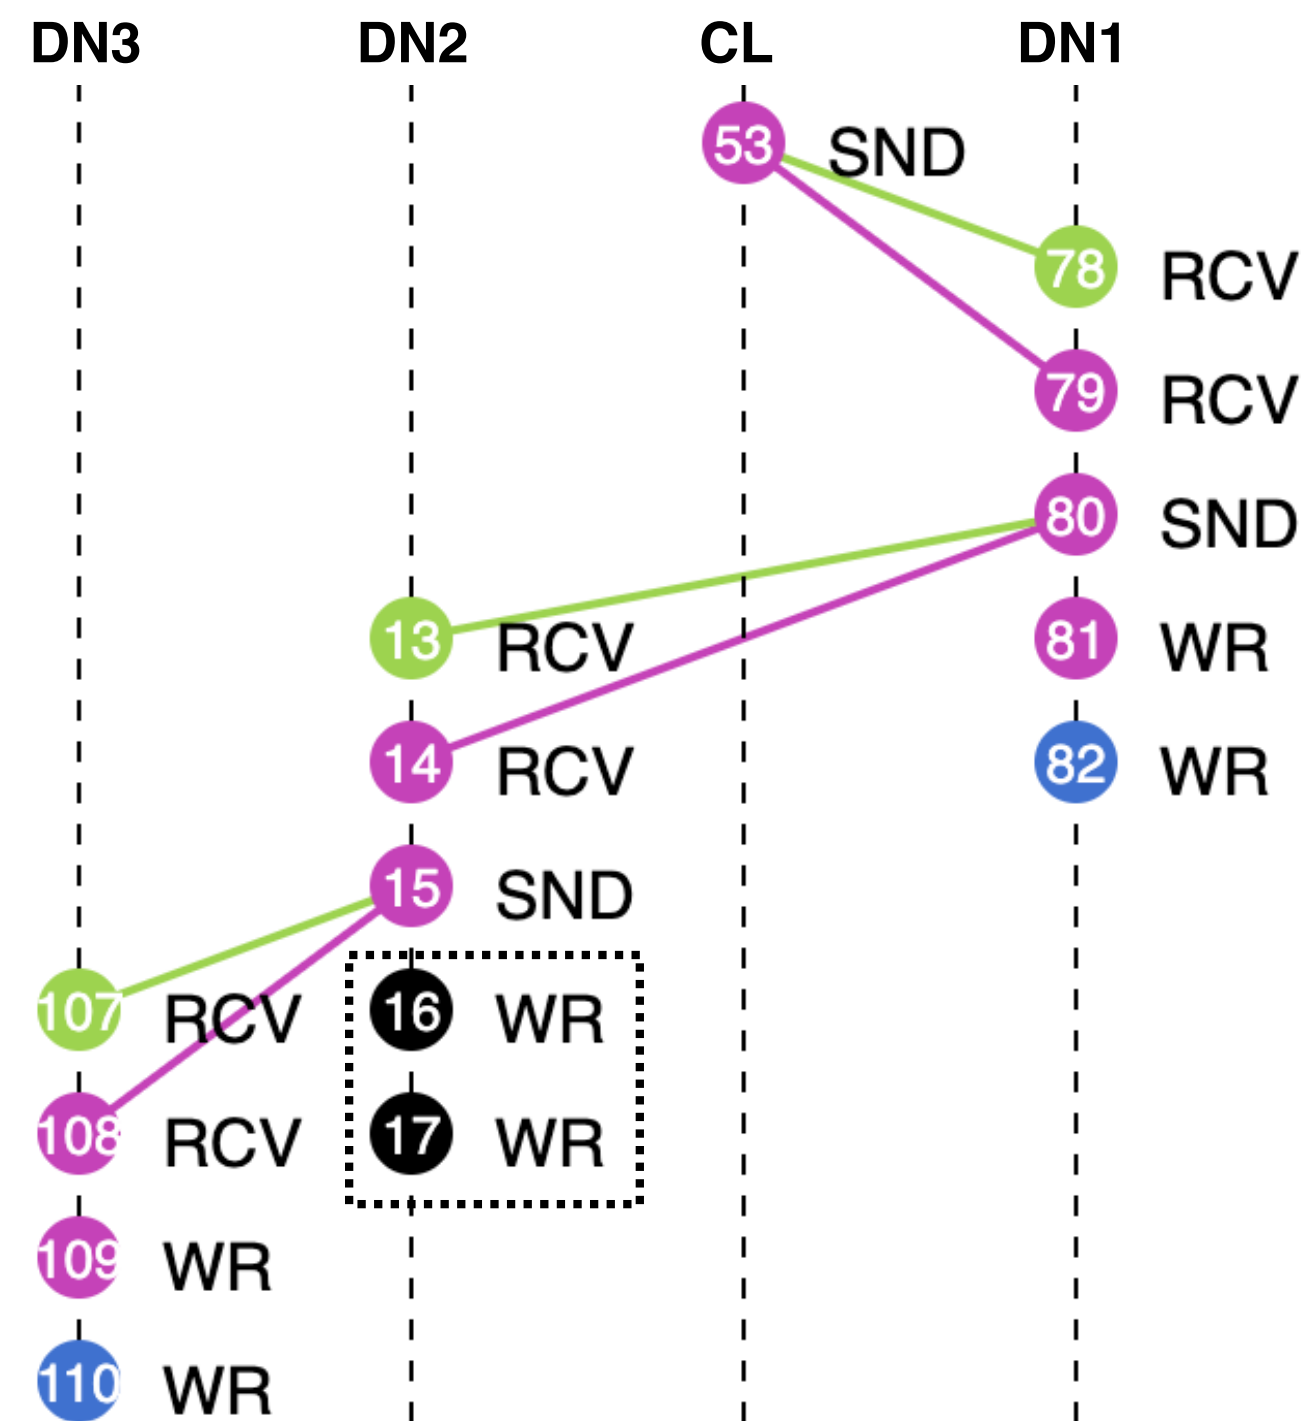 DN3 DN2 CL DN1
53 SND
78 RCV
79 RCV
80 SND
13 RCV 81 WR
14 RCV 82 WR
15 SND
107 RCV 16 WR
108 RCV 17 WR
109 WR
110 WR